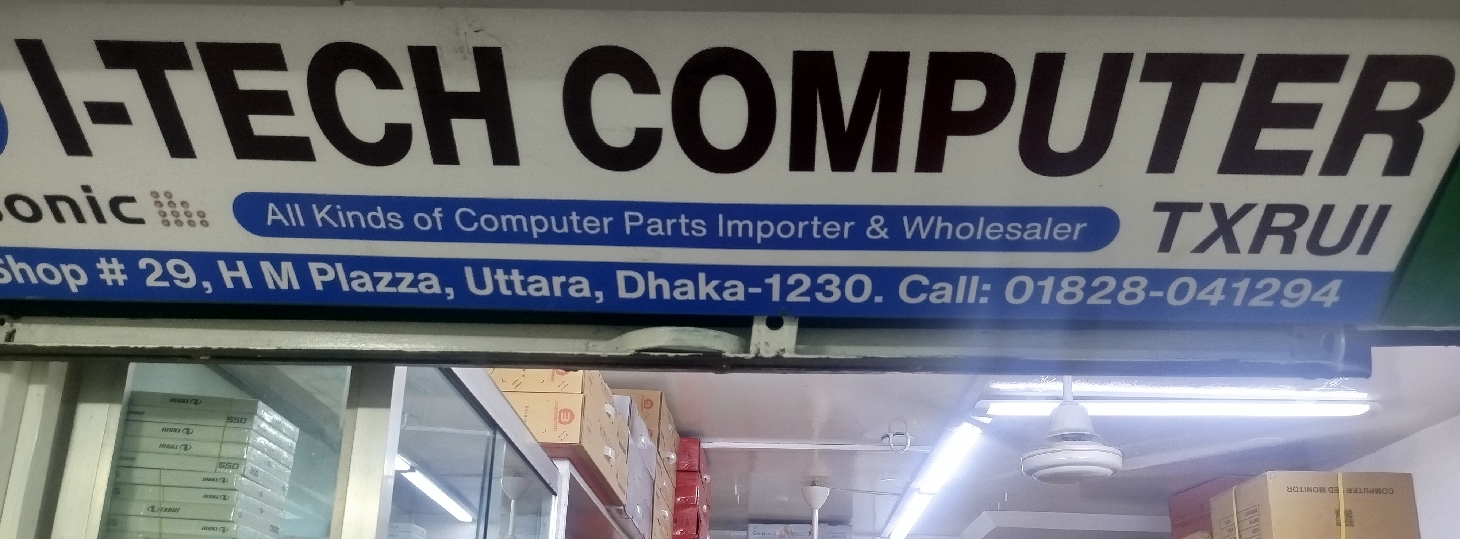 I-TECH COMPUTER
onic
All Kinds of Computer Parts Importer & Wholesaler
TXRUI
Shop # 29, H M Plazza, Uttara, Dhaka-1230. Call: 01828-041294
SSD
SSD
COMPUTER LED MONITOR